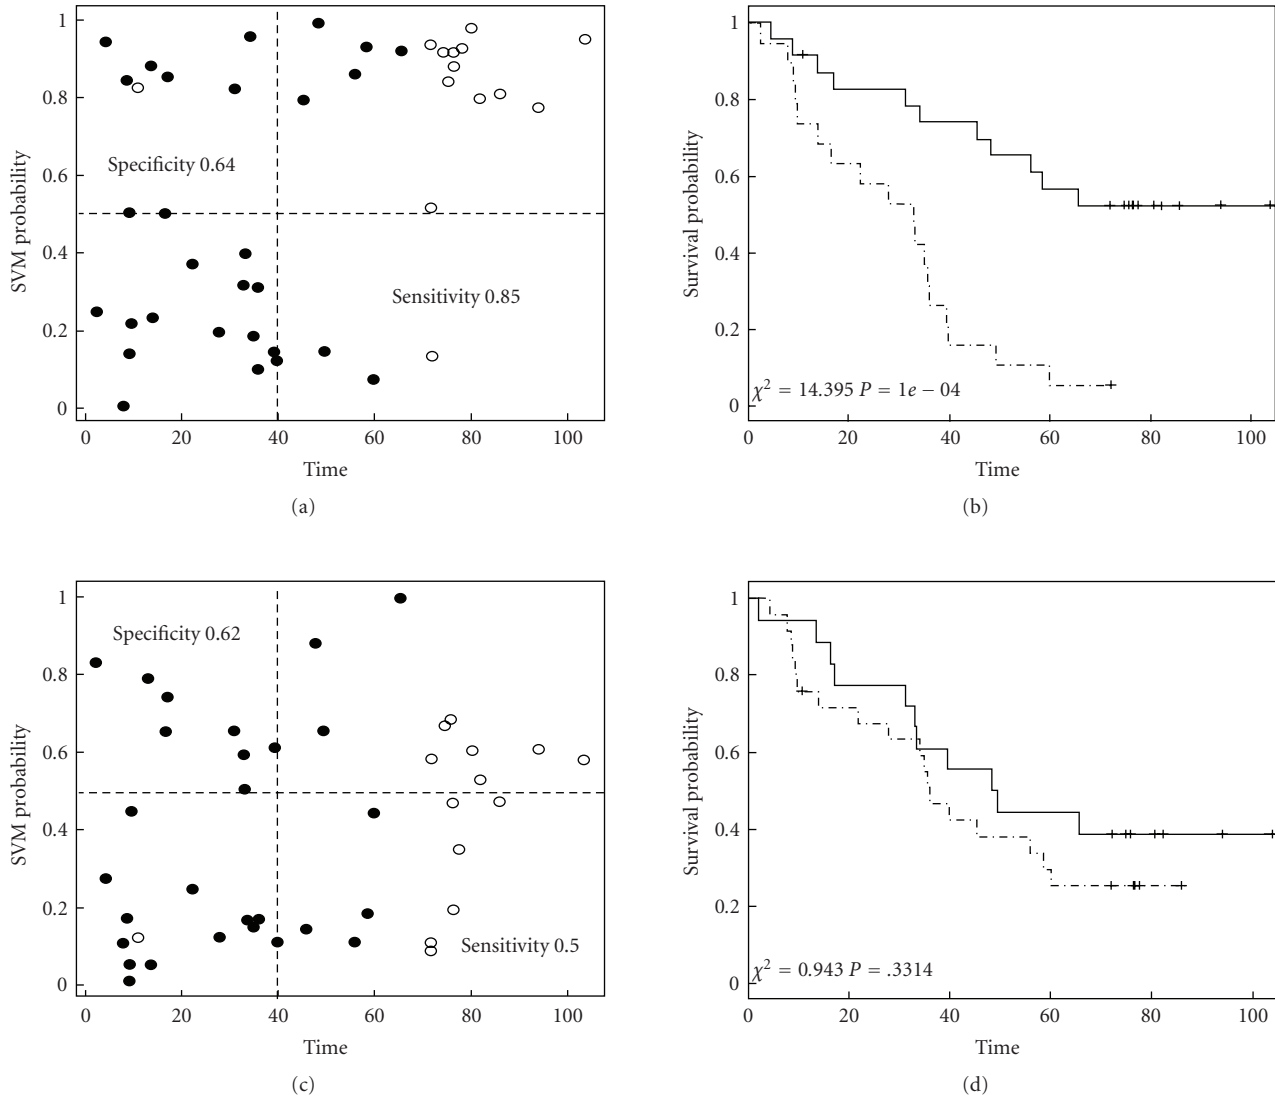 1
0.8
0.6
0.4
0.2
0
SVM probability
Specificity 0.64
Sensitivity 0.85
0 20 40 60 80 100
Time
(a)
1
0.8
0.6
0.4
0.2
0
Survival probability
χ² = 14.395 P = 1e − 04
0 20 40 60 80 100
Time
(b)
1
0.8
0.6
0.4
0.2
0
SVM probability
Specificity 0.62
Sensitivity 0.5
0 20 40 60 80 100
Time
(c)
1
0.8
0.6
0.4
0.2
0
Survival probability
χ² = 0.943 P = .3314
0 20 40 60 80 100
Time
(d)